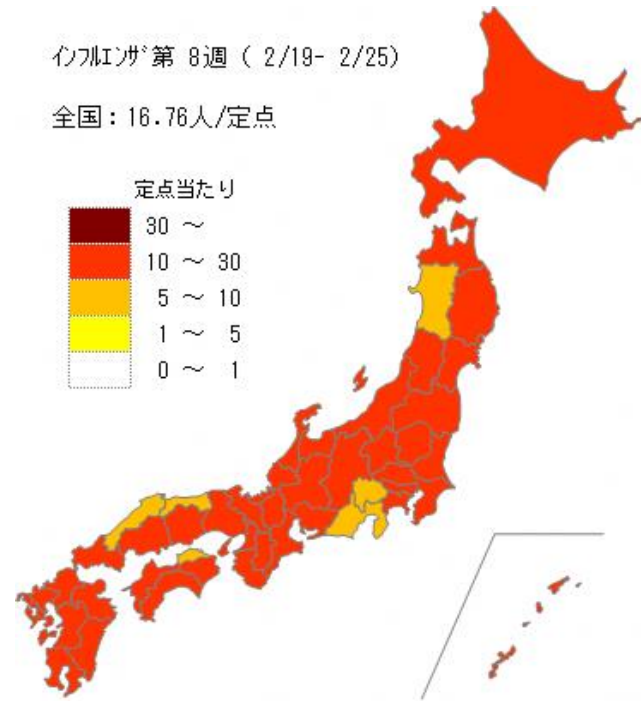 ｲﾝﾌﾙｴﾝｻﾞ第 8週 ( 2/19- 2/25)
全国：16.76人/定点
定点当たり
30 ～
10 ～ 30
5 ～ 10
1 ～ 5
0 ～ 1